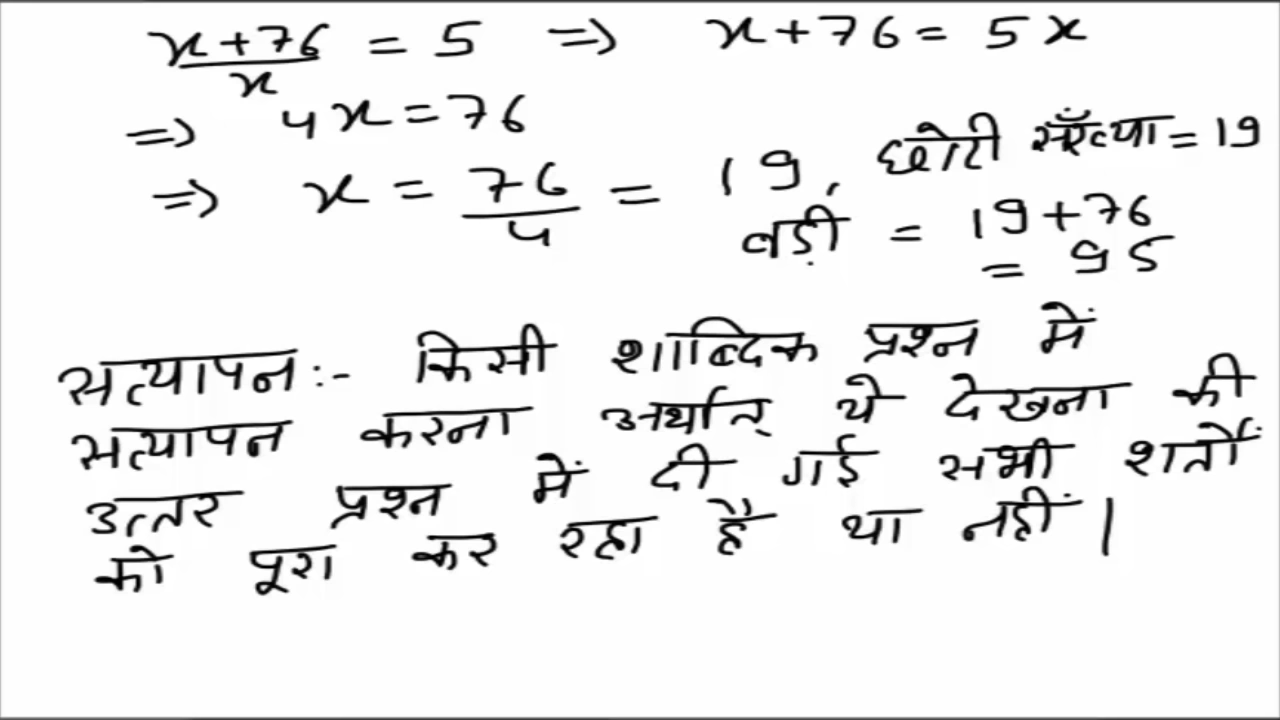 x+76/x = 5 => x+76 = 5x
=> 4x = 76
=> x = 76/4 = 19, छोटी संख्या = 19
बड़ी = 19+76
= 95
सत्यापन:- किसी शाब्दिक प्रश्न में
सत्यापन करना अर्थात् ये देखना की
उत्तर प्रश्न में दी गई सभी शर्तों
को पूरा कर रहा है या नहीं।